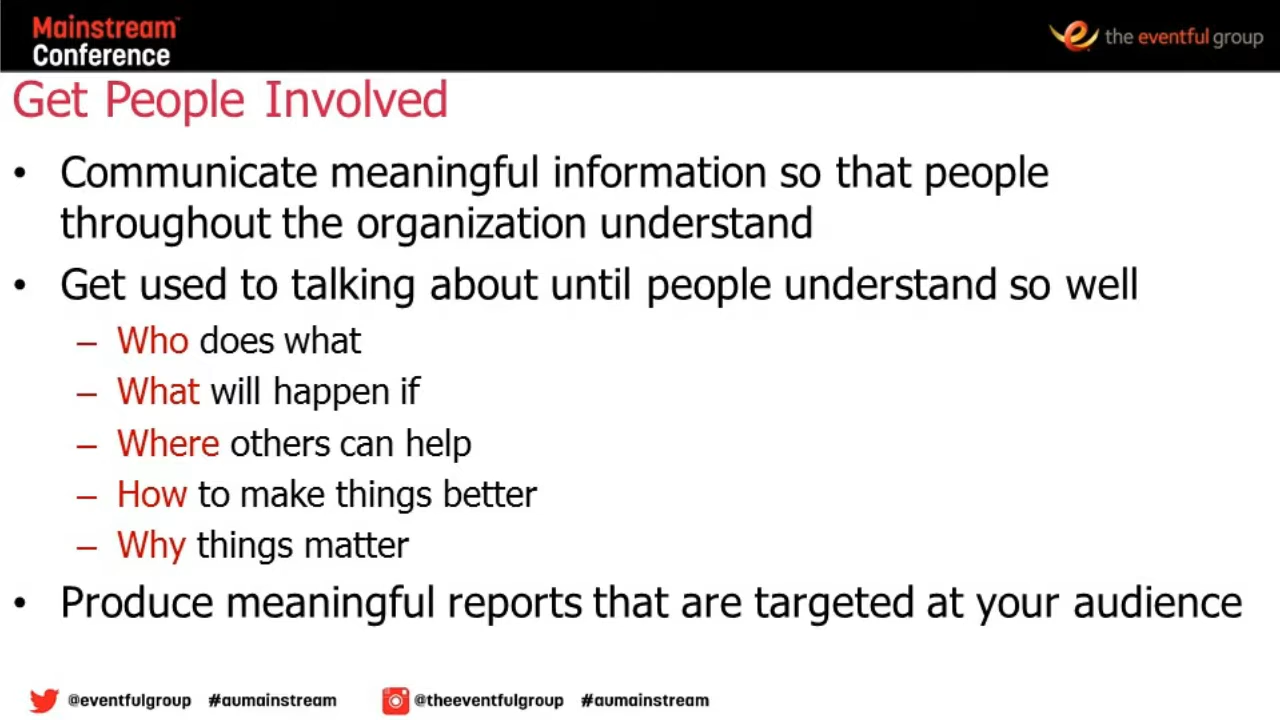 Mainstream™
Conference
the eventful group
Get People Involved
• Communicate meaningful information so that people
throughout the organization understand
• Get used to talking about until people understand so well
– Who does what
– What will happen if
– Where others can help
– How to make things better
– Why things matter
• Produce meaningful reports that are targeted at your audience
@eventfulgroup #aumainstream @theeventfulgroup #aumainstream